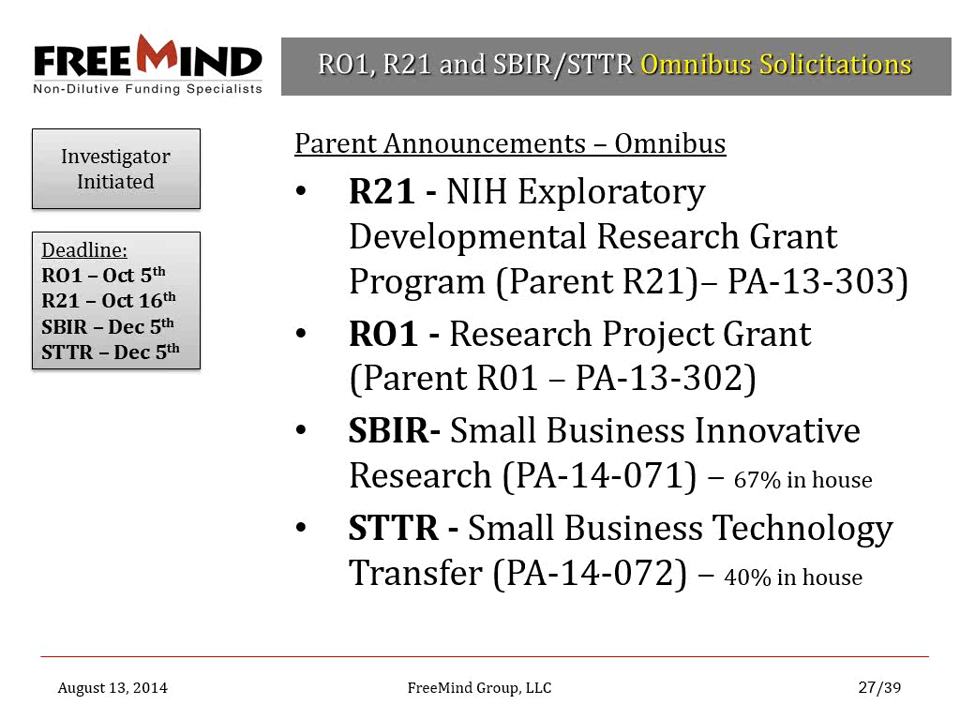 FREEMIND
Non-Dilutive Funding Specialists
RO1, R21 and SBIR/STTR Omnibus Solicitations
Investigator
Initiated
Deadline:
RO1 – Oct 5th
R21 – Oct 16th
SBIR – Dec 5th
STTR – Dec 5th
Parent Announcements – Omnibus
• R21 - NIH Exploratory
Developmental Research Grant
Program (Parent R21)– PA-13-303)
• RO1 - Research Project Grant
(Parent R01 – PA-13-302)
• SBIR- Small Business Innovative
Research (PA-14-071) – 67% in house
• STTR - Small Business Technology
Transfer (PA-14-072) – 40% in house
August 13, 2014
FreeMind Group, LLC
27/39